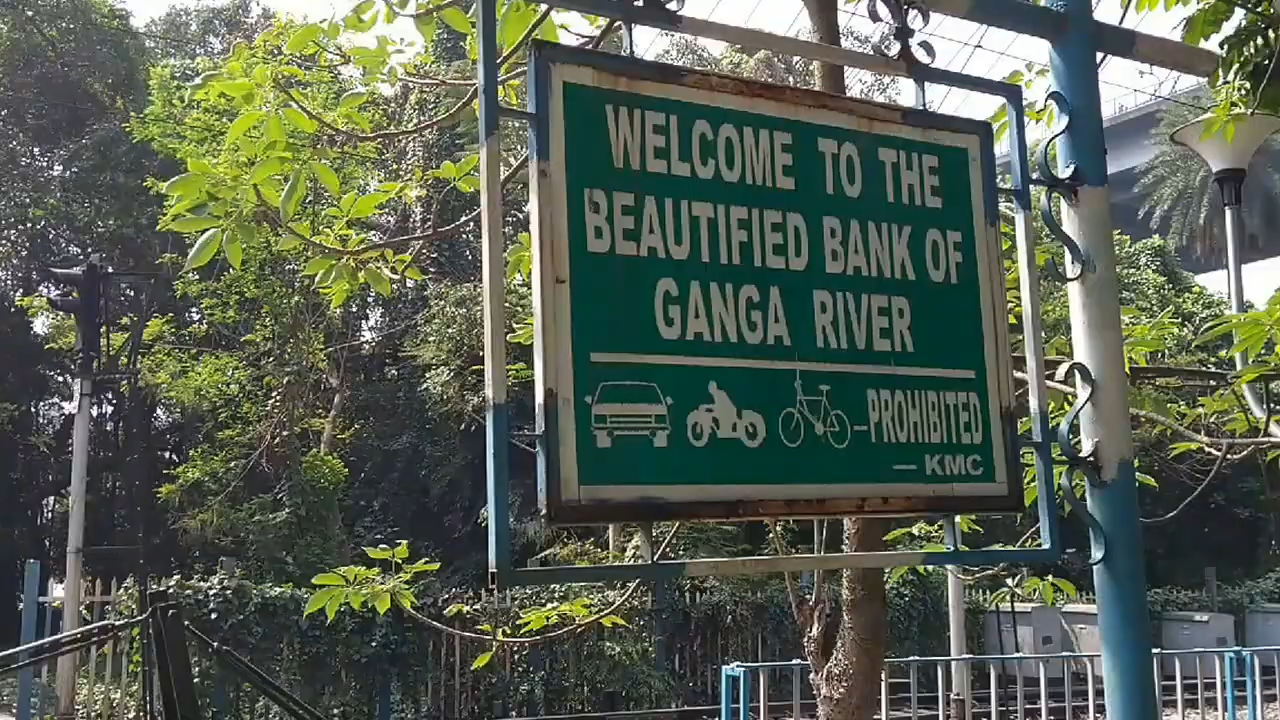 WELCOME TO THE
BEAUTIFIED BANK OF
GANGA RIVER
–PROHIBITED
— KMC